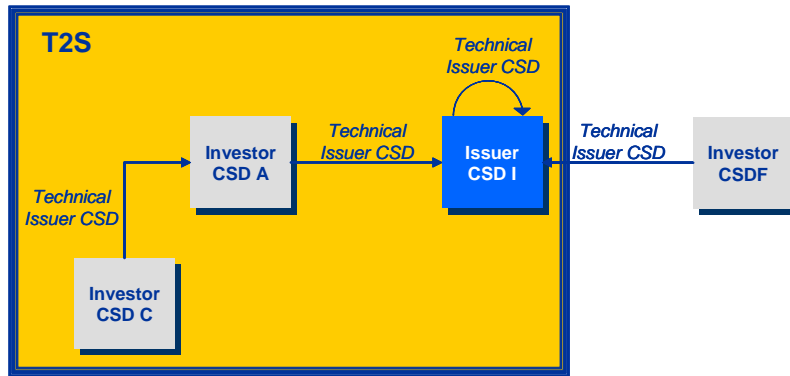 T2S
Technical
Issuer CSD
Technical
Issuer CSD
Technical
Issuer CSD
Investor
CSD A
Issuer
CSD I
Investor
CSDF
Technical
Issuer CSD
Investor
CSD C